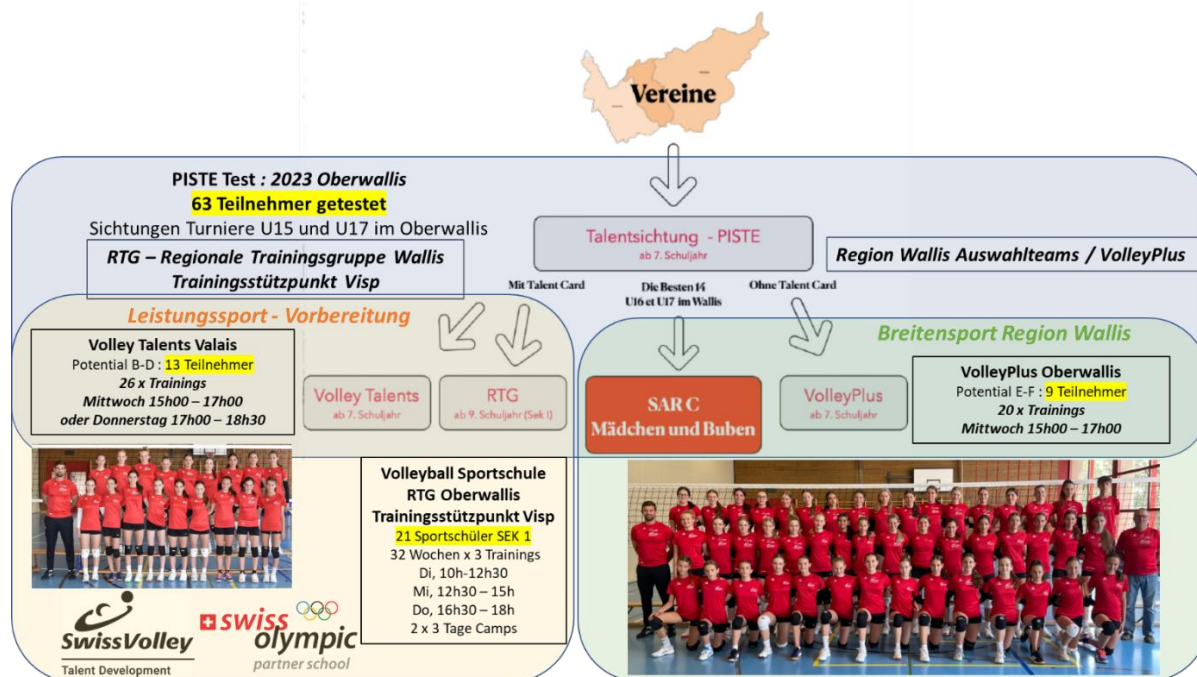 Vereine
PISTE Test : 2023 Oberwallis
63 Teilnehmer getestet
Sichtungen Turniere U15 und U17 im Oberwallis
RTG – Regionale Trainingsgruppe Wallis
Trainingsstützpunkt Visp
Talentsichtung - PISTE
ab 7. Schuljahr
Region Wallis Auswahlteams / VolleyPlus
Mit Talent Card
Die Besten 14
U16 et U17 im Wallis
Ohne Talent Card
Leistungssport - Vorbereitung
Volley Talents Valais
Potential B-D : 13 Teilnehmer
26 x Trainings
Mittwoch 15h00 – 17h00
oder Donnerstag 17h00 – 18h30
Volley Talents
ab 7. Schuljahr
RTG
ab 9. Schuljahr (Sek I)
Breitensport Region Wallis
SAR C
Mädchen und Buben
VolleyPlus
ab 7. Schuljahr
VolleyPlus Oberwallis
Potential E-F : 9 Teilnehmer
20 x Trainings
Mittwoch 15h00 – 17h00
Volleyball Sportschule
RTG Oberwallis
Trainingsstützpunkt Visp
21 Sportschüler SEK 1
32 Wochen x 3 Trainings
Di, 10h-12h30
Mi, 12h30 – 15h
Do, 16h30 – 18h
2 x 3 Tage Camps
SwissVolley
Talent Development
swiss
olympic
partner school